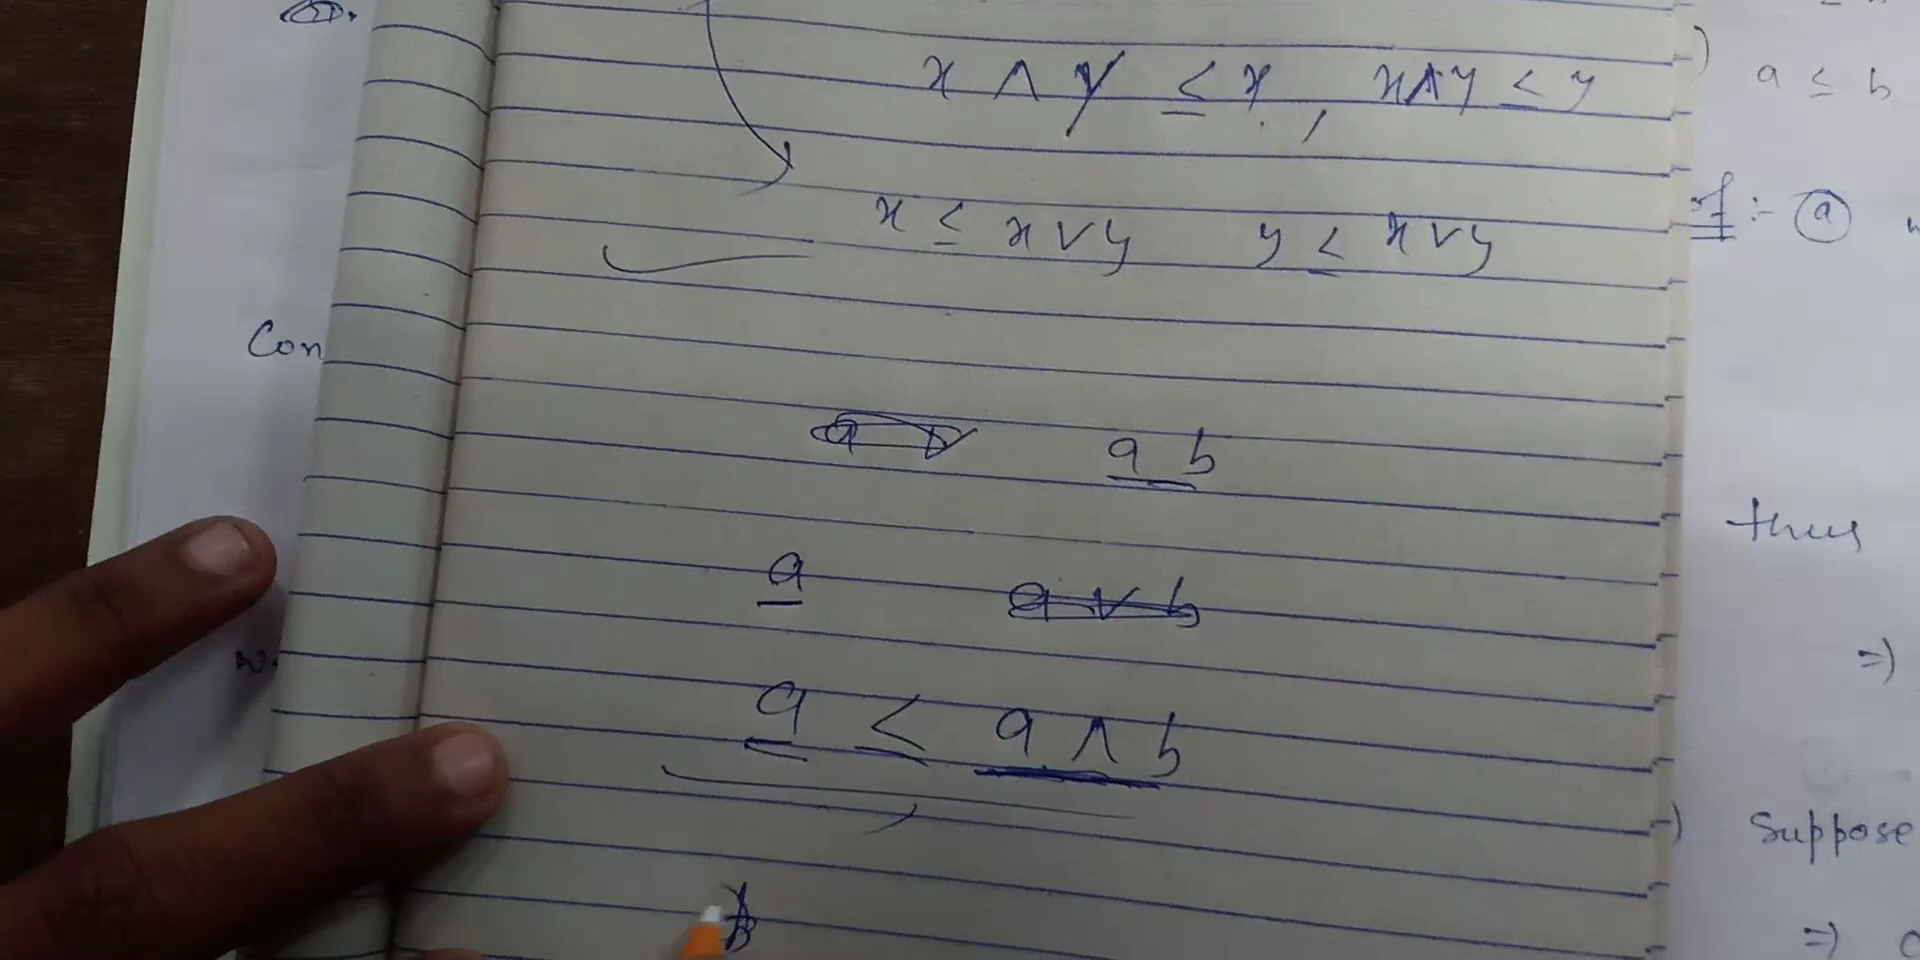 x ∧ y ≤ x, x∧y ≤ y
a ≤ b
x ≤ x ∨ y y ≤ x ∨ y
:- a
Con
a b
thus
a
a ∨ b
=)
a ≤ a ∧ b
Suppose
=)